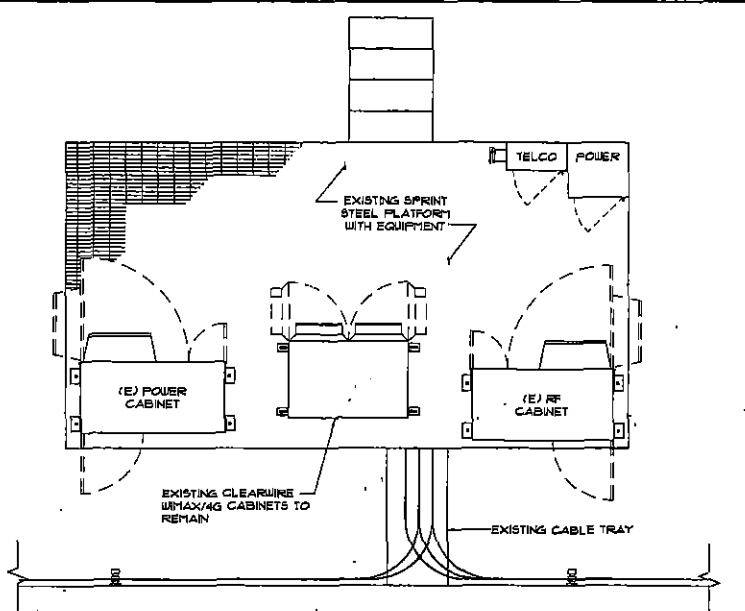 TELCO
POWER
EXISTING SPRINT
STEEL PLATFORM
WITH EQUIPMENT
(E) POWER
CABINET
(E) RF
CABINET
EXISTING CLEARWIRE
WIMAX/4G CABINETS TO
REMAIN
EXISTING CABLE TRAY